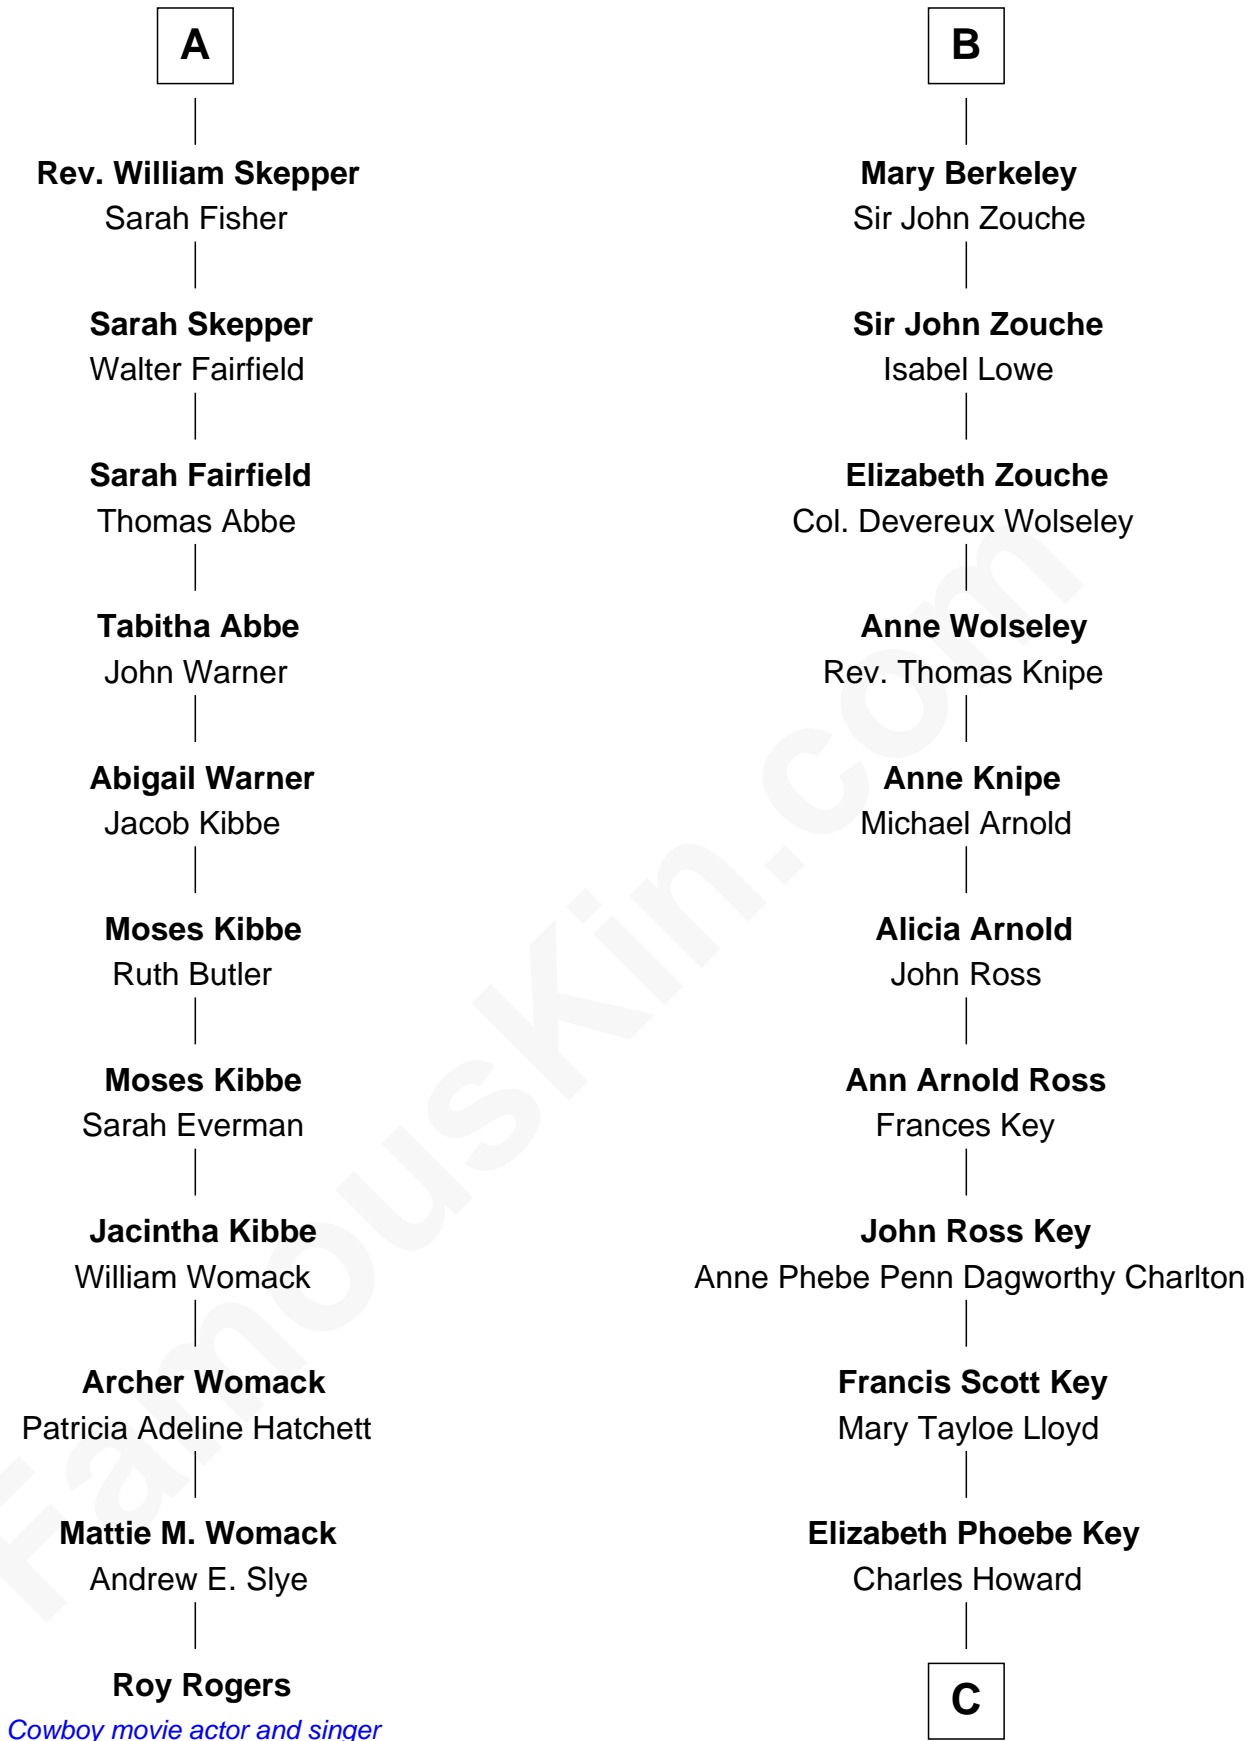 A
Rev. William Skepper
Sarah Fisher
Sarah Skepper
Walter Fairfield
Sarah Fairfield
Thomas Abbe
Tabitha Abbe
John Warner
Abigail Warner
Jacob Kibbe
Moses Kibbe
Ruth Butler
Moses Kibbe
Sarah Everman
Jacintha Kibbe
William Womack
Archer Womack
Patricia Adeline Hatchett
Mattie M. Womack
Andrew E. Slye
Roy Rogers
Cowboy movie actor and singer
B
Mary Berkeley
Sir John Zouche
Sir John Zouche
Isabel Lowe
Elizabeth Zouche
Col. Devereux Wolseley
Anne Wolseley
Rev. Thomas Knipe
Anne Knipe
Michael Arnold
Alicia Arnold
John Ross
Ann Arnold Ross
Frances Key
John Ross Key
Anne Phebe Penn Dagworthy Charlton
Francis Scott Key
Mary Tayloe Lloyd
Elizabeth Phoebe Key
Charles Howard
C
FamousKin.com